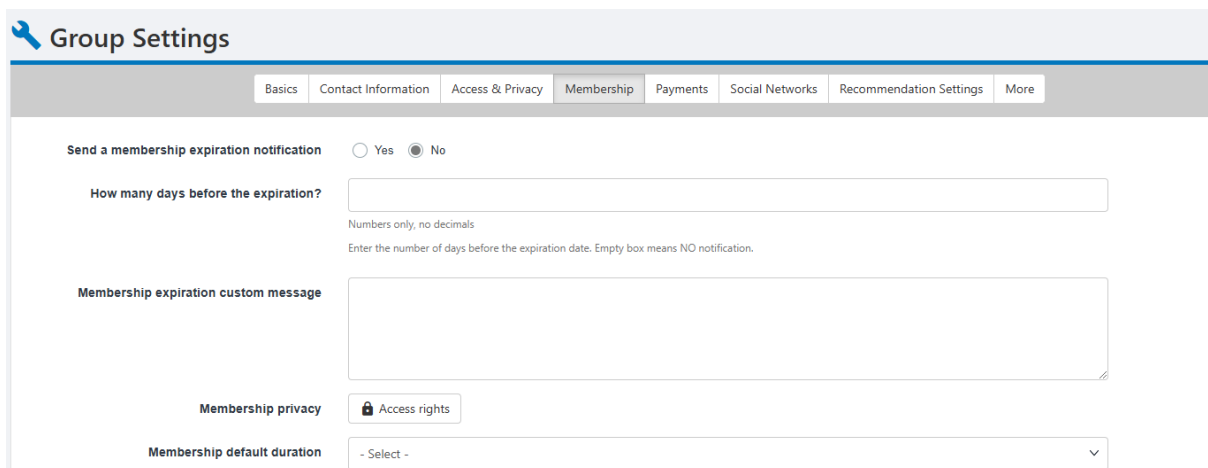 Group Settings
Basics Contact Information Access & Privacy Membership Payments Social Networks Recommendation Settings More
Send a membership expiration notification Yes No
How many days before the expiration?
Numbers only, no decimals
Enter the number of days before the expiration date. Empty box means NO notification.
Membership expiration custom message
Membership privacy Access rights
Membership default duration - Select -